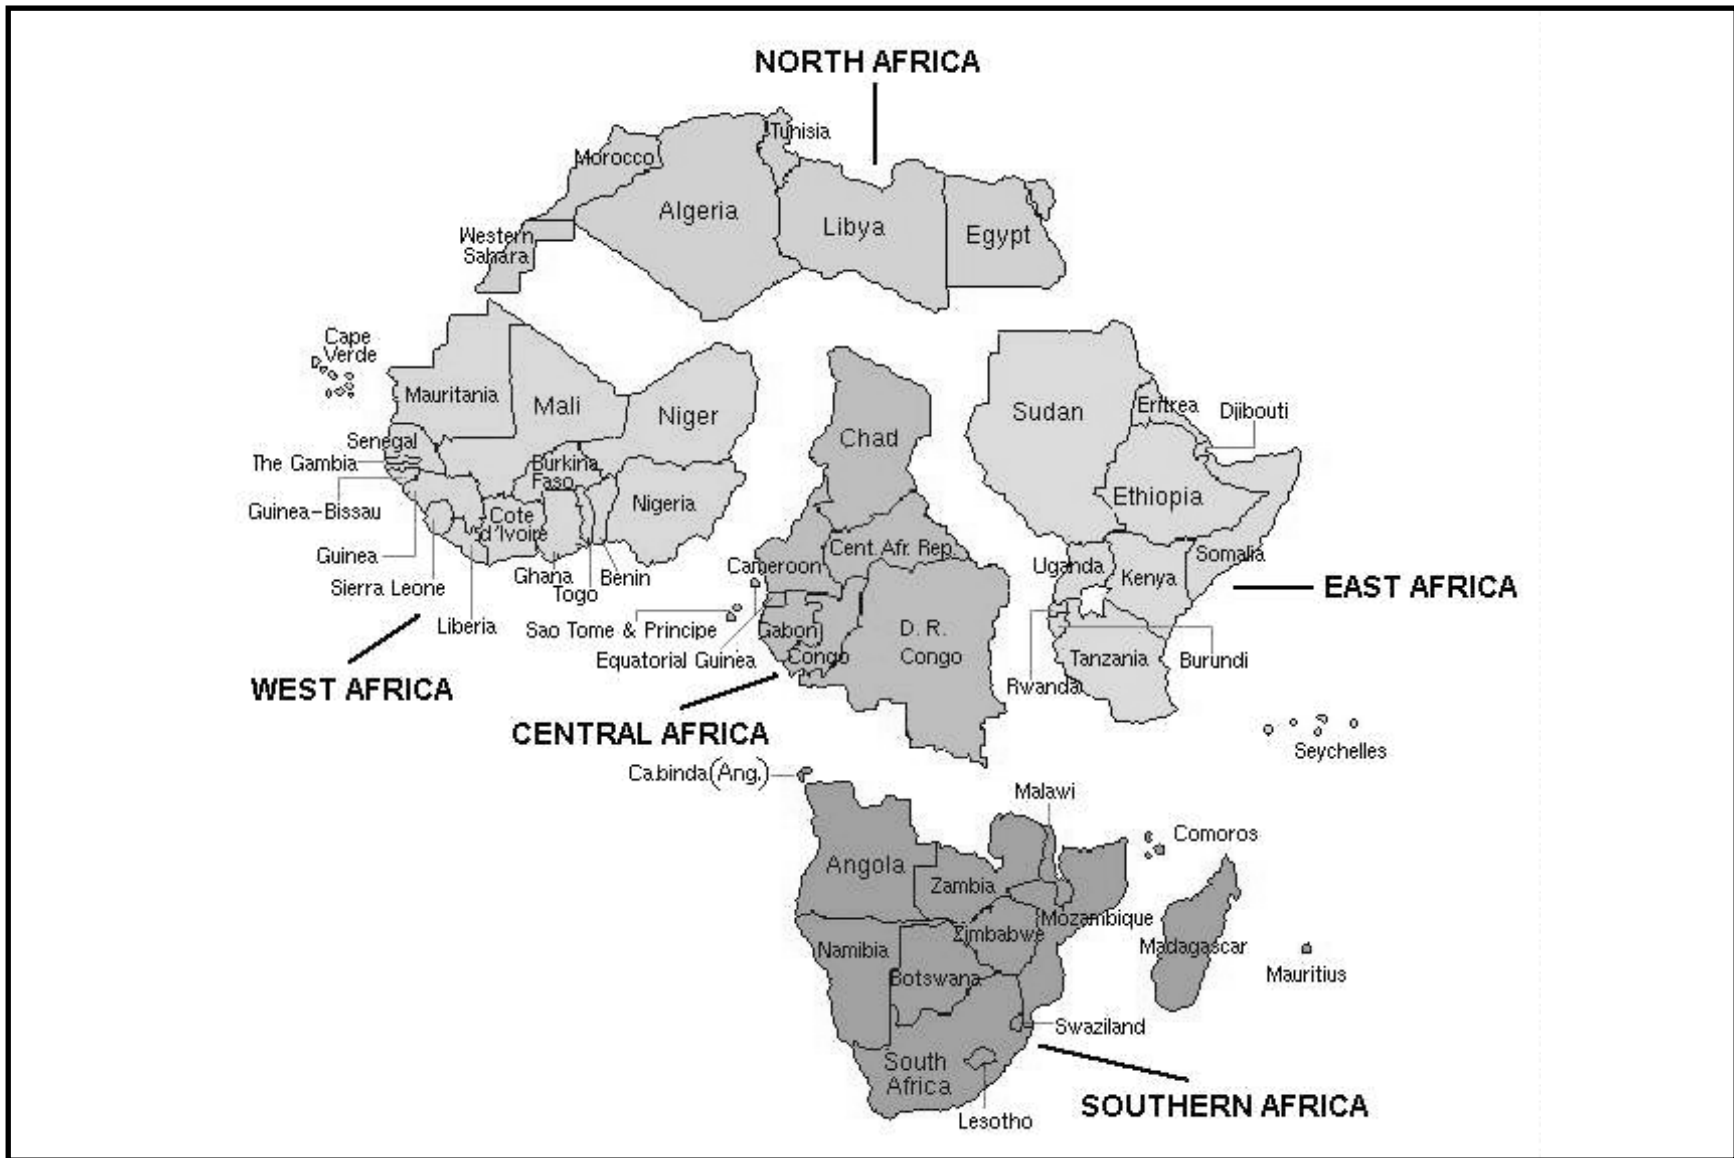 NORTH AFRICA
Tunisia
Morocco
Algeria
Libya
Egypt
Western
Sahara
Cape
Verde
Mauritania
Mali
Niger
Chad
Sudan
Eritrea
Djibouti
Senegal
The Gambia
Guinea-Bissau
Guinea
Sierra Leone
Liberia
Burkina
Faso
Cote
d'Ivoire
Ghana
Togo
Benin
Nigeria
WEST AFRICA
Ethiopia
Somalia
Uganda
Kenya
EAST AFRICA
Rwanda
Burundi
Tanzania
Seychelles
Cent. Afr. Rep.
Cameroon
Sao Tome & Principe
Equatorial Guinea
Gabon
Congo
D. R.
Congo
CENTRAL AFRICA
Cabinda(Ang.)
Malawi
Comoros
Angola
Zambia
Mozambique
Zimbabwe
Namibia
Botswana
Madagascar
Mauritius
Swaziland
South
Africa
Lesotho
SOUTHERN AFRICA